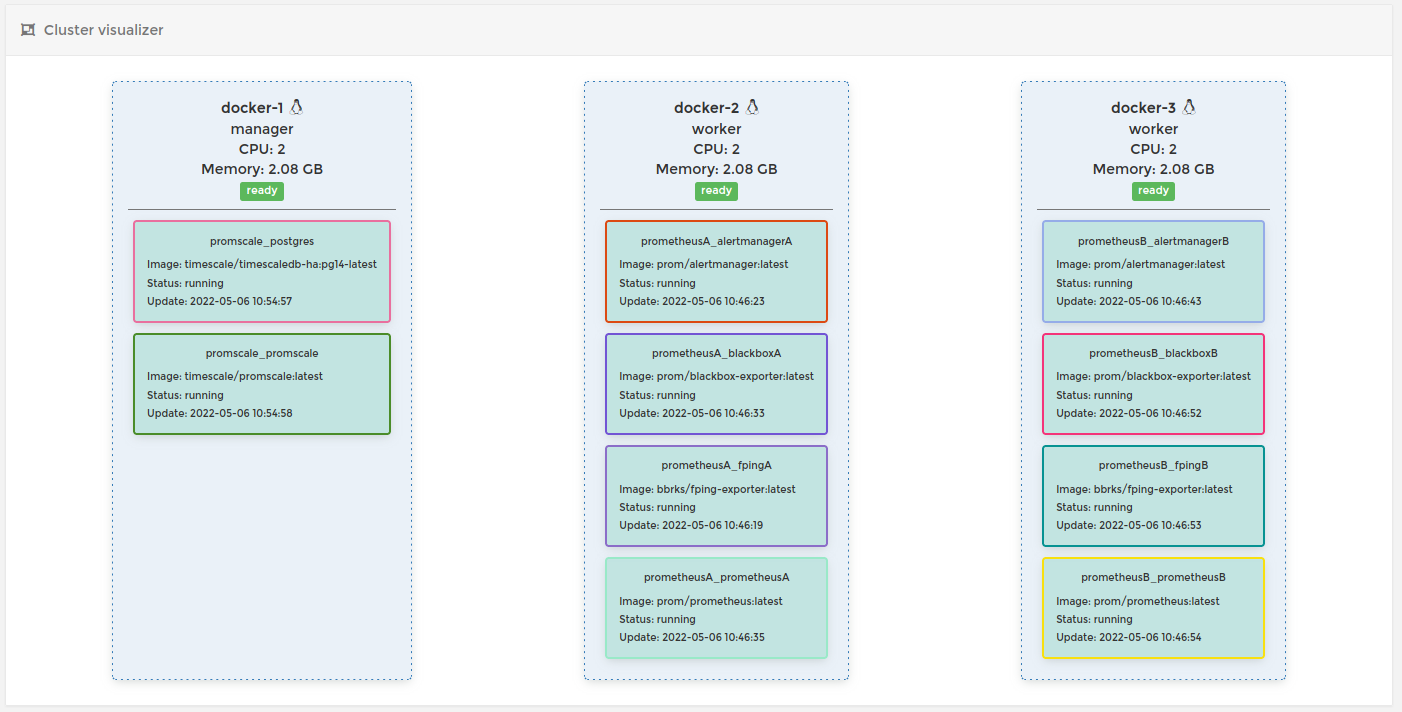 Cluster visualizer
docker-1
manager
CPU: 2
Memory: 2.08 GB
ready
promscale_postgres
Image: timescale/timescaledb-ha:pg14-latest
Status: running
Update: 2022-05-06 10:54:57
promscale_promscale
Image: timescale/promscale:latest
Status: running
Update: 2022-05-06 10:54:58
docker-2
worker
CPU: 2
Memory: 2.08 GB
ready
prometheusA_alertmanagerA
Image: prom/alertmanager:latest
Status: running
Update: 2022-05-06 10:46:23
prometheusA_blackboxA
Image: prom/blackbox-exporter:latest
Status: running
Update: 2022-05-06 10:46:33
prometheusA_fpingA
Image: bbrks/fping-exporter:latest
Status: running
Update: 2022-05-06 10:46:19
prometheusA_prometheusA
Image: prom/prometheus:latest
Status: running
Update: 2022-05-06 10:46:35
docker-3
worker
CPU: 2
Memory: 2.08 GB
ready
prometheusB_alertmanagerB
Image: prom/alertmanager:latest
Status: running
Update: 2022-05-06 10:46:43
prometheusB_blackboxB
Image: prom/blackbox-exporter:latest
Status: running
Update: 2022-05-06 10:46:52
prometheusB_fpingB
Image: bbrks/fping-exporter:latest
Status: running
Update: 2022-05-06 10:46:53
prometheusB_prometheusB
Image: prom/prometheus:latest
Status: running
Update: 2022-05-06 10:46:54